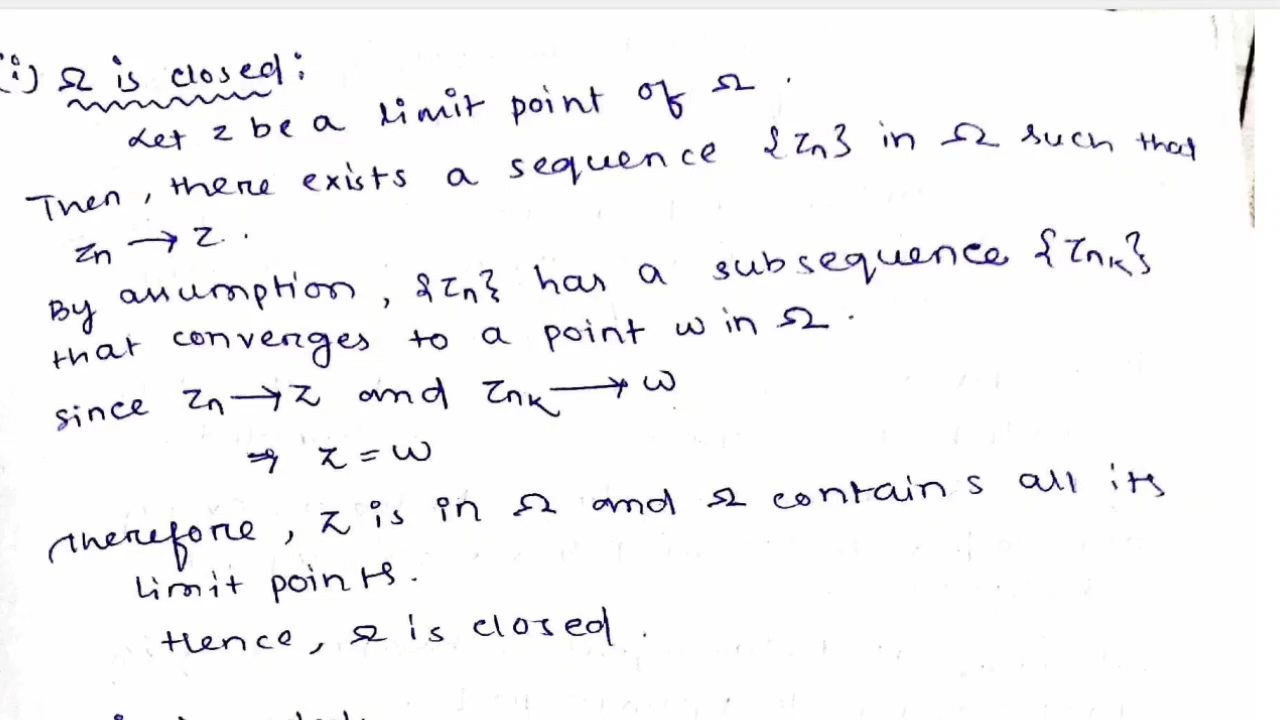 (i) Ω is closed:
Let z be a limit point of Ω.
Then, there exists a sequence {zn} in Ω such that
zn → z.
By assumption, {zn} has a subsequence {znk}
that converges to a point w in Ω.
since zn → z and znk → w
⇒ z = w
therefore, z is in Ω and Ω contains all its
limit points.
Hence, Ω is closed.